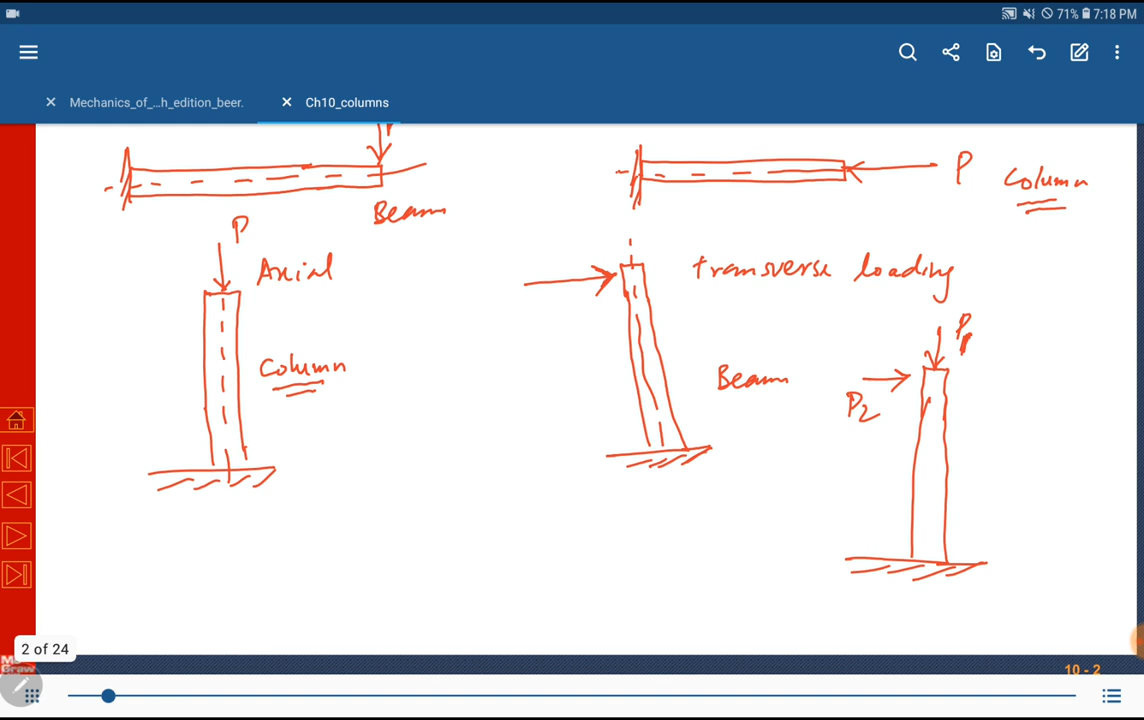 71% 7:18 PM
Mechanics_of_...h_edition_beer.
Ch10_columns
P
Column
Beam
P
Axial
transverse loading
P1
Column
Beam
P2
2 of 24
10 - 2